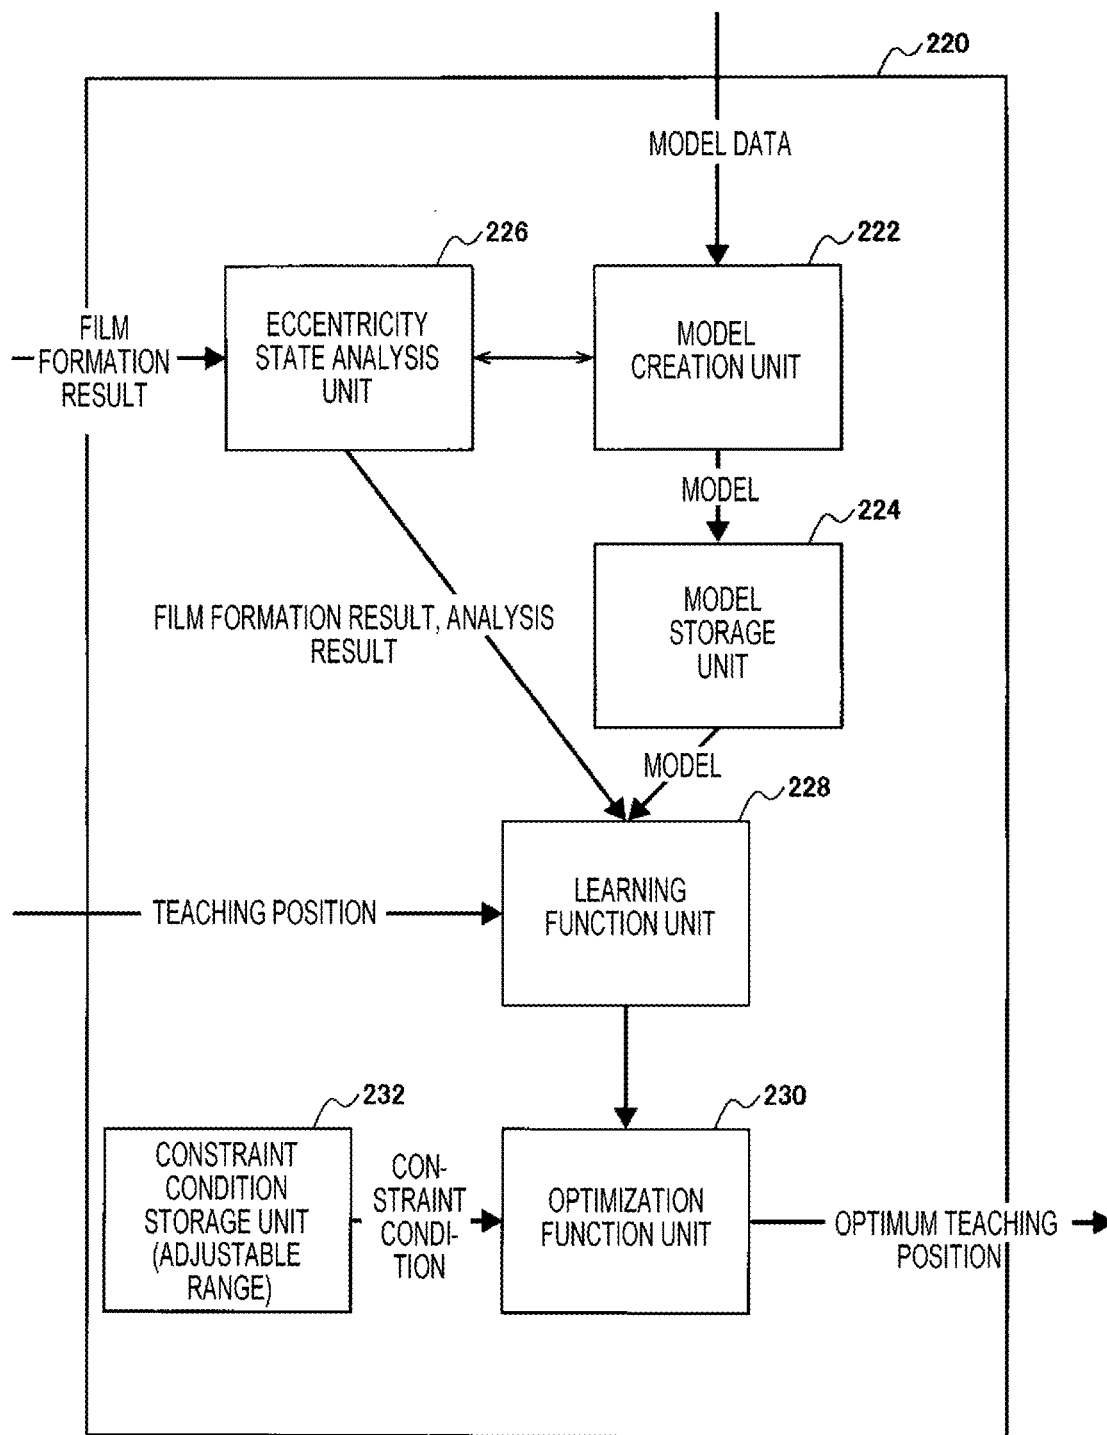 220
MODEL DATA
226
222
FILM
FORMATION
RESULT
ECCENTRICITY
STATE ANALYSIS
UNIT
MODEL
CREATION UNIT
MODEL
224
FILM FORMATION RESULT, ANALYSIS
RESULT
MODEL
STORAGE
UNIT
MODEL
228
TEACHING POSITION
LEARNING
FUNCTION UNIT
232
230
CONSTRAINT
CONDITION
STORAGE UNIT
(ADJUSTABLE
RANGE)
CON-
STRAINT
CONDI-
TION
OPTIMIZATION
FUNCTION UNIT
OPTIMUM TEACHING
POSITION